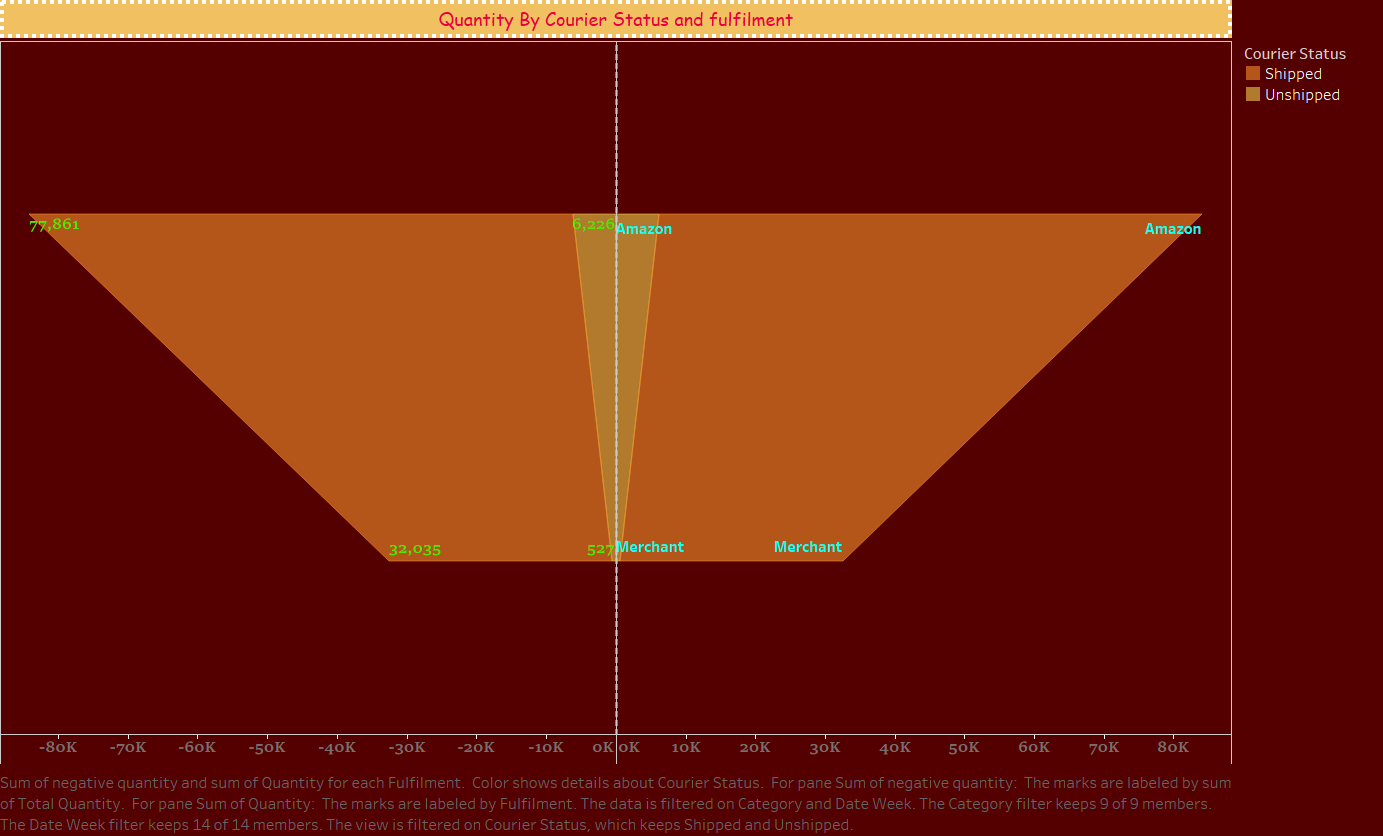 Quantity By Courier Status and fulfilment
Courier Status
Shipped
Unshipped
77,861 6,226 Amazon Amazon
32,035 527 Merchant Merchant
-80K -70K -60K -50K -40K -30K -20K -10K 0K 0K 10K 20K 30K 40K 50K 60K 70K 80K
Sum of negative quantity and sum of Quantity for each Fulfilment. Color shows details about Courier Status. For pane Sum of negative quantity: The marks are labeled by sum
of Total Quantity. For pane Sum of Quantity: The marks are labeled by Fulfilment. The data is filtered on Category and Date Week. The Category filter keeps 9 of 9 members.
The Date Week filter keeps 14 of 14 members. The view is filtered on Courier Status, which keeps Shipped and Unshipped.